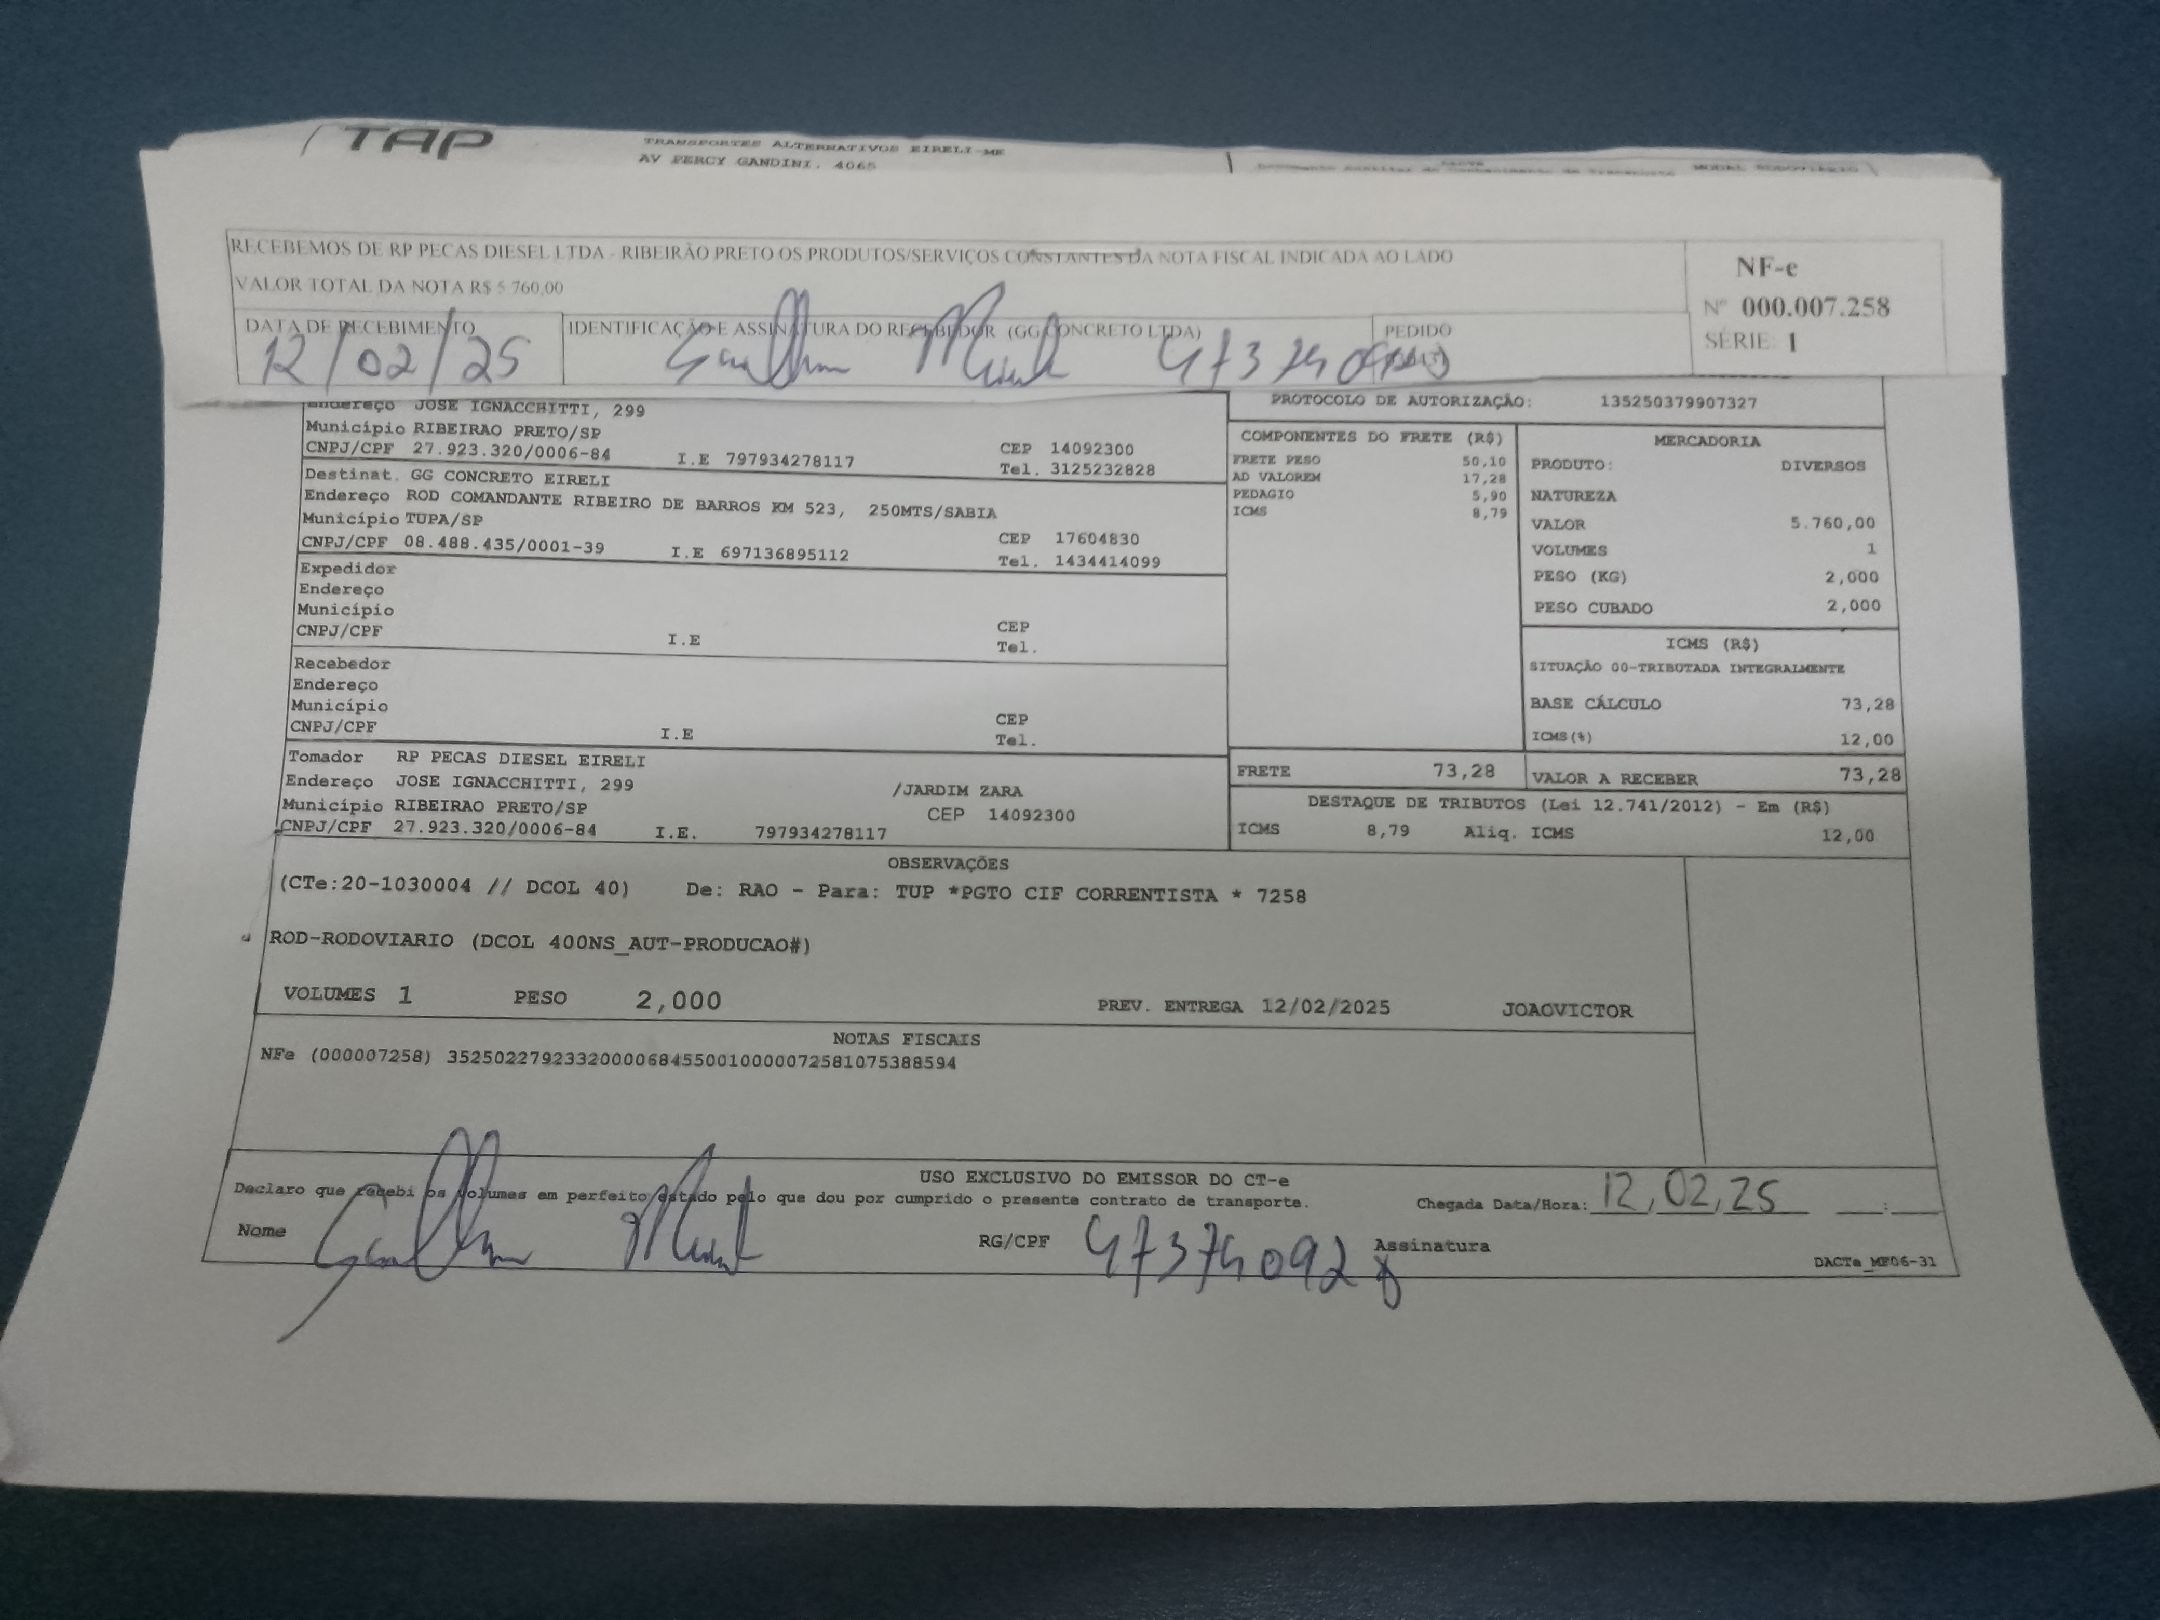 TAP
TRANSPORTES ALTERNATIVOS EIRELI-ME
AV PERCY GANDINI, 4065
RECEBEMOS DE RP PECAS DIESEL LTDA - RIBEIRÃO PRETO OS PRODUTOS/SERVIÇOS CONSTANTES DA NOTA FISCAL INDICADA AO LADO
VALOR TOTAL DA NOTA R$ 5 760,00
NF-e
Nº 000.007.258
SÉRIE: 1
DATA DE RECEBIMENTO
12/02/25
IDENTIFICAÇÃO E ASSINATURA DO RECEBEDOR (GG CONCRETO LTDA)
PEDIDO
Endereço JOSE IGNACCHITTI, 299
Município RIBEIRAO PRETO/SP
CEP 14092300
CNPJ/CPF 27.923.320/0006-84 I.E 797934278117 Tel. 3125232828
Destinat. GG CONCRETO EIRELI
Endereço ROD COMANDANTE RIBEIRO DE BARROS KM 523, 250MTS/SABIA
Município TUPA/SP CEP 17604830
CNPJ/CPF 08.488.435/0001-39 I.E 697136895112 Tel. 1434414099
Expedidor
Endereço
Município CEP
CNPJ/CPF I.E Tel.
Recebedor
Endereço
Município CEP
CNPJ/CPF I.E Tel.
Tomador RP PECAS DIESEL EIRELI
Endereço JOSE IGNACCHITTI, 299 /JARDIM ZARA
Município RIBEIRAO PRETO/SP CEP 14092300
CNPJ/CPF 27.923.320/0006-84 I.E. 797934278117
PROTOCOLO DE AUTORIZAÇÃO: 135250379907327
COMPONENTES DO FRETE (R$)
FRETE PESO 50,10
AD VALOREM 17,28
PEDAGIO 5,90
ICMS 8,79
MERCADORIA
PRODUTO: DIVERSOS
NATUREZA
VALOR 5.760,00
VOLUMES 1
PESO (KG) 2,000
PESO CUBADO 2,000
ICMS (R$)
SITUAÇÃO 00-TRIBUTADA INTEGRALMENTE
BASE CÁLCULO 73,28
ICMS(%) 12,00
FRETE 73,28 VALOR A RECEBER 73,28
DESTAQUE DE TRIBUTOS (Lei 12.741/2012) - Em (R$)
ICMS 8,79 Aliq. ICMS 12,00
OBSERVAÇÕES
(CTe:20-1030004 // DCOL 40) De: RAO - Para: TUP *PGTO CIF CORRENTISTA * 7258
ROD-RODOVIARIO (DCOL 400NS_AUT-PRODUCAO#)
VOLUMES 1 PESO 2,000 PREV. ENTREGA 12/02/2025 JOAOVICTOR
NOTAS FISCAIS
NFe (000007258) 35250227923320000684550010000072581075388594
USO EXCLUSIVO DO EMISSOR DO CT-e
Declaro que recebi os volumes em perfeito estado pelo que dou por cumprido o presente contrato de transporte.
Chegada Data/Hora: 12,02,25 :
Nome RG/CPF 47374092 Assinatura
DACTe_MF06-31